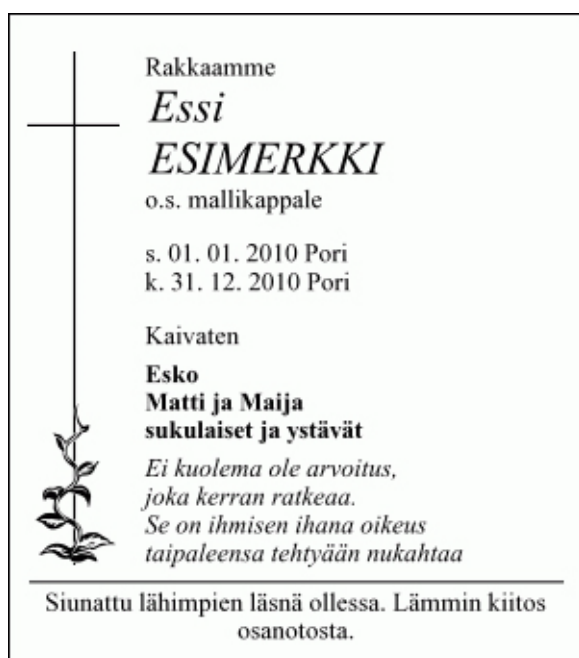 Rakkaamme
Essi
ESIMERKKI
o.s. mallikappale
s. 01. 01. 2010 Pori
k. 31. 12. 2010 Pori
Kaivaten
Esko
Matti ja Maija
sukulaiset ja ystävät
Ei kuolema ole arvoitus,
joka kerran ratkeaa.
Se on ihmisen ihana oikeus
taipaleensa tehtyään nukahtaa
Siunattu lähimpien läsnä ollessa. Lämmin kiitos
osanotosta.